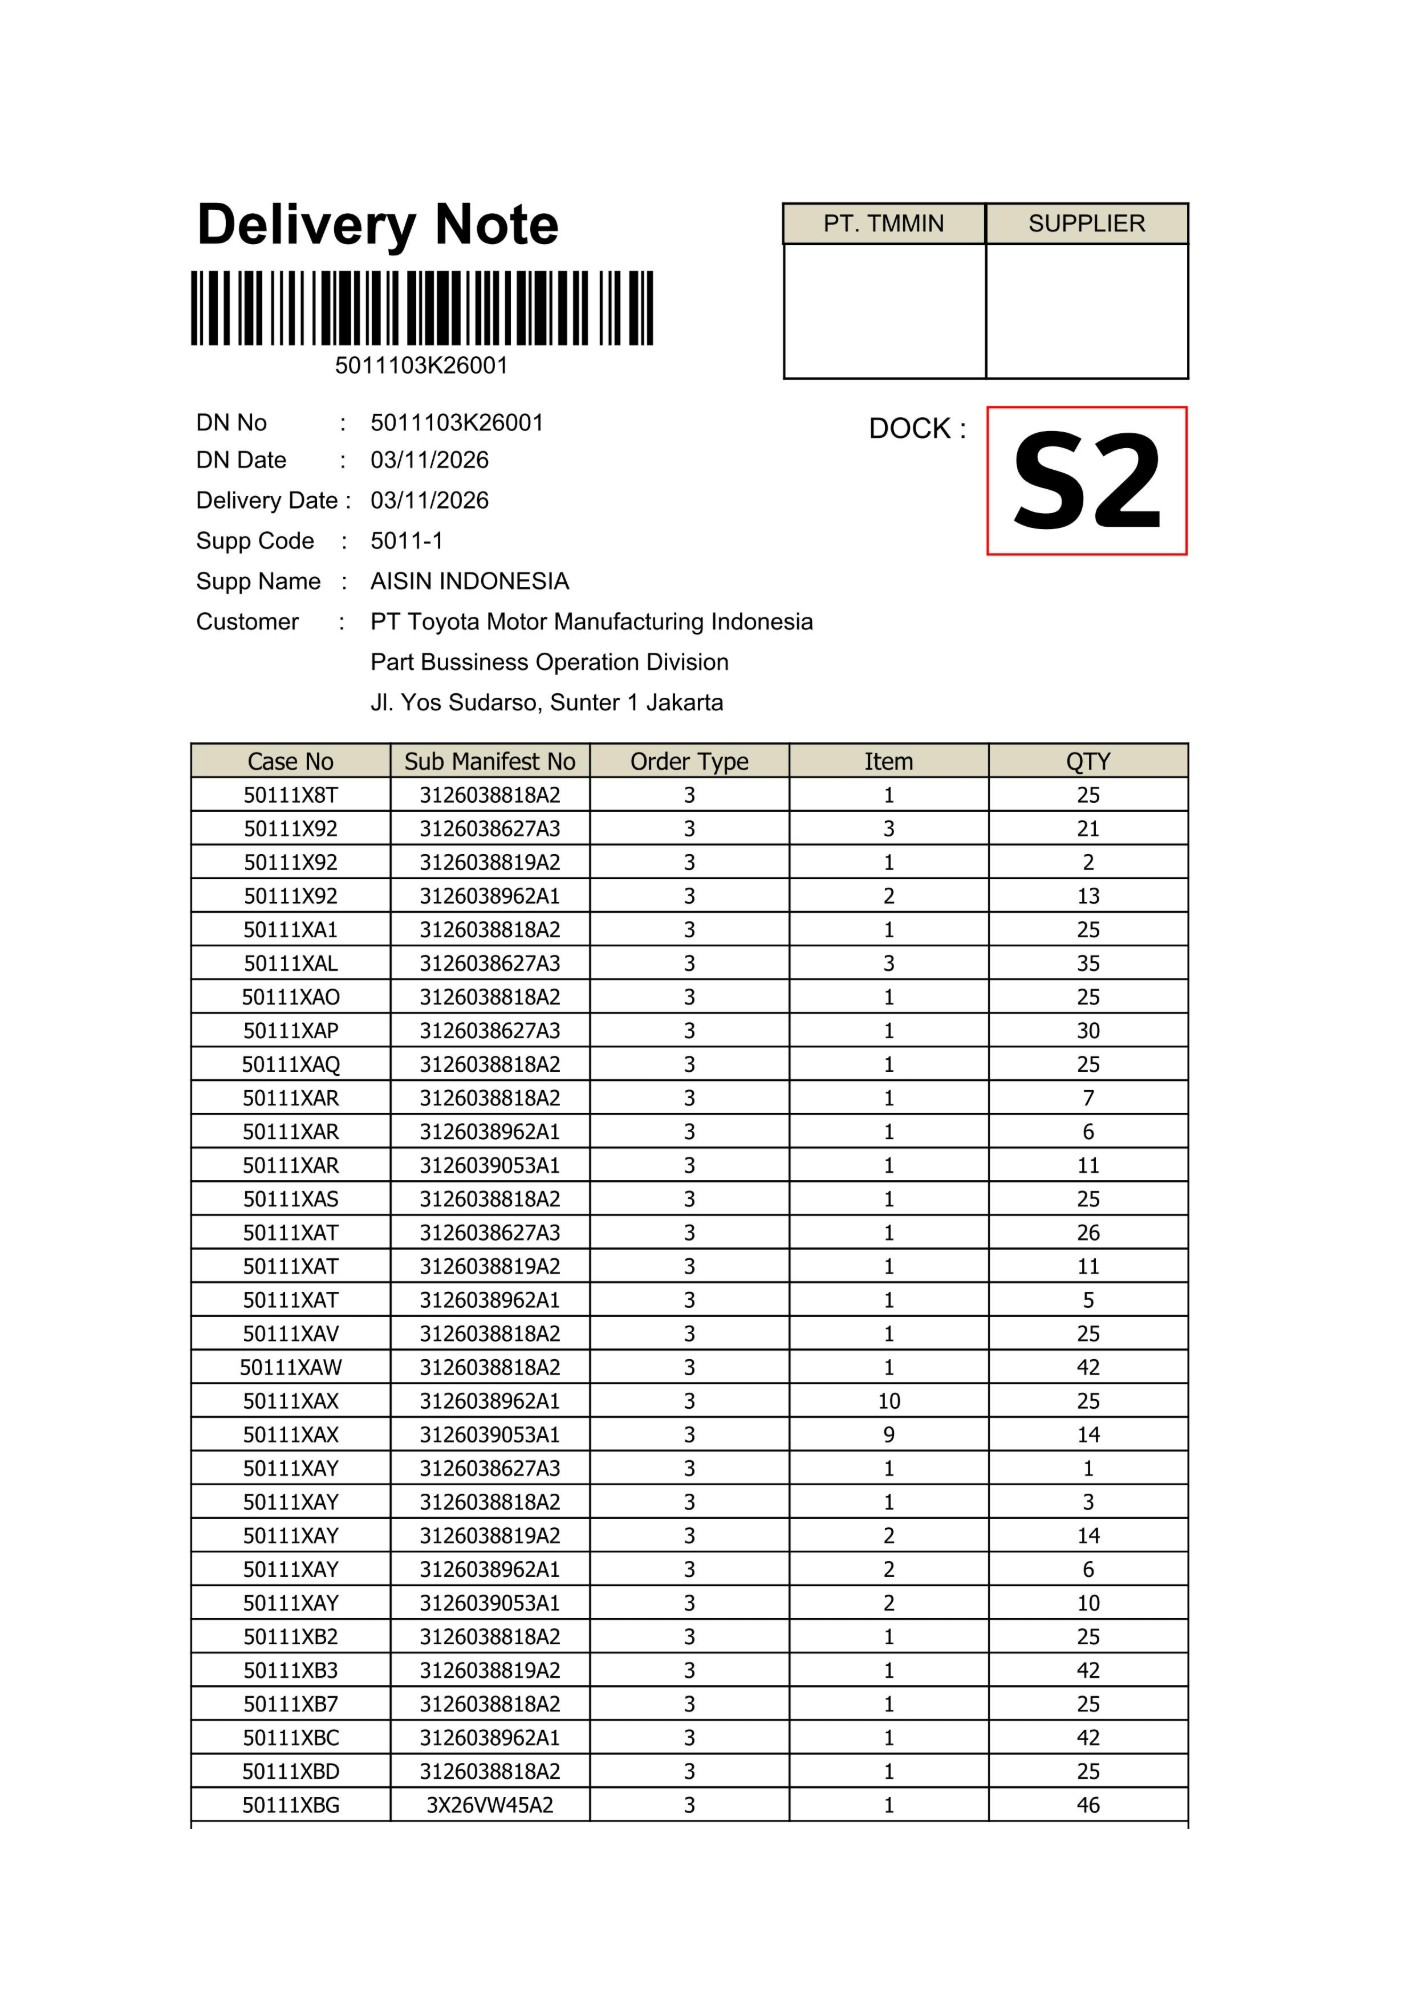 Delivery Note
PT. TMMIN SUPPLIER
5011103K26001
DN No : 5011103K26001
DOCK : S2
DN Date : 03/11/2026
Delivery Date : 03/11/2026
Supp Code : 5011-1
Supp Name : AISIN INDONESIA
Customer : PT Toyota Motor Manufacturing Indonesia
Part Bussiness Operation Division
Jl. Yos Sudarso, Sunter 1 Jakarta
Case No Sub Manifest No Order Type Item QTY
50111X8T 3126038818A2 3 1 25
50111X92 3126038627A3 3 3 21
50111X92 3126038819A2 3 1 2
50111X92 3126038962A1 3 2 13
50111XA1 3126038818A2 3 1 25
50111XAL 3126038627A3 3 3 35
50111XAO 3126038818A2 3 1 25
50111XAP 3126038627A3 3 1 30
50111XAQ 3126038818A2 3 1 25
50111XAR 3126038818A2 3 1 7
50111XAR 3126038962A1 3 1 6
50111XAR 3126039053A1 3 1 11
50111XAS 3126038818A2 3 1 25
50111XAT 3126038627A3 3 1 26
50111XAT 3126038819A2 3 1 11
50111XAT 3126038962A1 3 1 5
50111XAV 3126038818A2 3 1 25
50111XAW 3126038818A2 3 1 42
50111XAX 3126038962A1 3 10 25
50111XAX 3126039053A1 3 9 14
50111XAY 3126038627A3 3 1 1
50111XAY 3126038818A2 3 1 3
50111XAY 3126038819A2 3 2 14
50111XAY 3126038962A1 3 2 6
50111XAY 3126039053A1 3 2 10
50111XB2 3126038818A2 3 1 25
50111XB3 3126038819A2 3 1 42
50111XB7 3126038818A2 3 1 25
50111XBC 3126038962A1 3 1 42
50111XBD 3126038818A2 3 1 25
50111XBG 3X26VW45A2 3 1 46